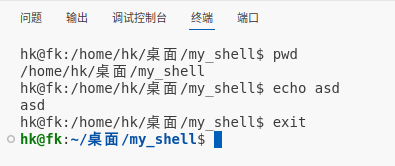 问题 输出 调试控制台 终端 端口
hk@fk:/home/hk/桌面/my_shell$ pwd
/home/hk/桌面/my_shell
hk@fk:/home/hk/桌面/my_shell$ echo asd
asd
hk@fk:/home/hk/桌面/my_shell$ exit
hk@fk:~/桌面/my_shell$